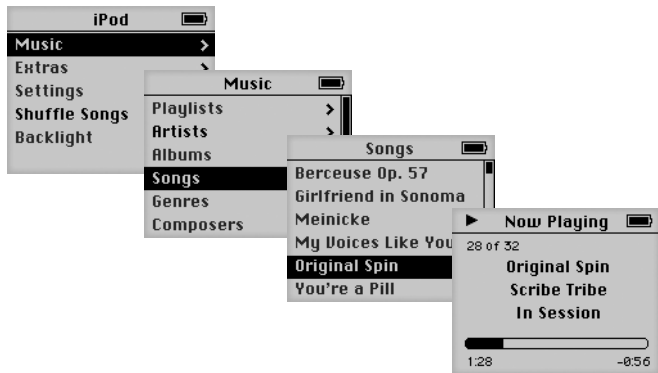 iPod
Music
Extras
Settings
Shuffle Songs
Backlight
Music
Playlists
Artists
Albums
Songs
Genres
Composers
Songs
Berceuse Op. 57
Girlfriend in Sonoma
Meinicke
My Voices Like You
Original Spin
You're a Pill
Now Playing
28 of 32
Original Spin
Scribe Tribe
In Session
1:28 -0:56